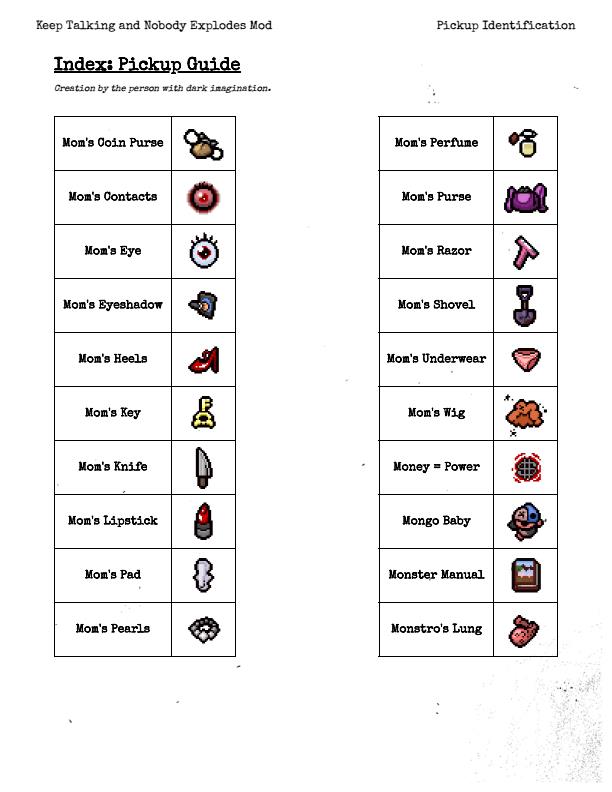 Keep Talking and Nobody Explodes Mod
Pickup Identification
Index: Pickup Guide
Creation by the person with dark imagination.
Mom's Coin Purse
Mom's Contacts
Mom's Eye
Mom's Eyeshadow
Mom's Heels
Mom's Key
Mom's Knife
Mom's Lipstick
Mom's Pad
Mom's Pearls
Mom's Perfume
Mom's Purse
Mom's Razor
Mom's Shovel
Mom's Underwear
Mom's Wig
Money = Power
Mongo Baby
Monster Manual
Monstro's Lung